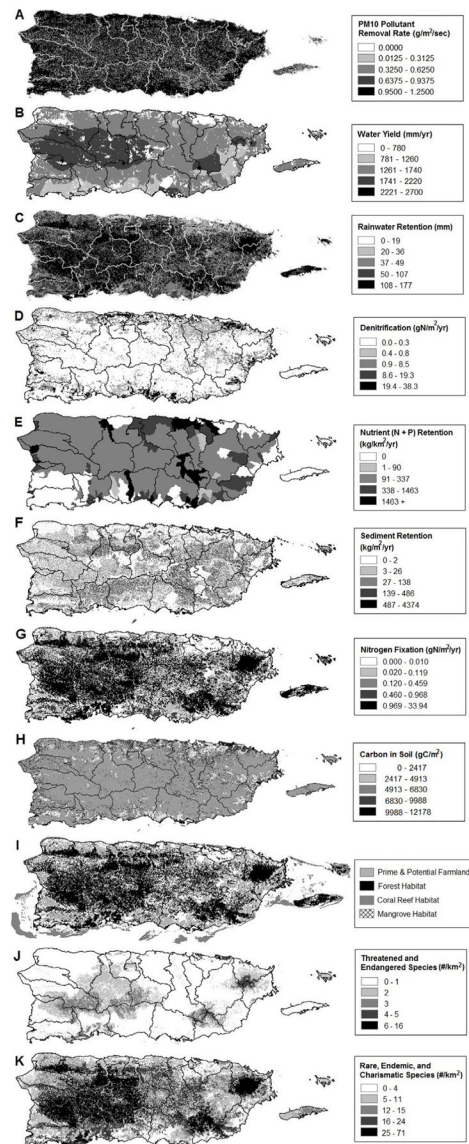 A
PM10 Pollutant
Removal Rate (g/m²/sec)
0.0000
0.0125 - 0.3125
0.3250 - 0.6250
0.6375 - 0.9375
0.9500 - 1.2500
B
Water Yield (mm/yr)
0 - 780
781 - 1260
1261 - 1740
1741 - 2220
2221 - 2700
C
Rainwater Retention (mm)
0 - 19
20 - 36
37 - 49
50 - 107
108 - 177
D
Denitrification (gN/m²/yr)
0.0 - 0.3
0.4 - 0.8
0.9 - 8.5
8.6 - 19.3
19.4 - 38.3
E
Nutrient (N + P) Retention
(kg/km²/yr)
0
1 - 90
91 - 337
338 - 1463
1463 +
F
Sediment Retention
(kg/m²/yr)
0 - 2
3 - 26
27 - 138
139 - 486
487 - 4374
G
Nitrogen Fixation (gN/m²/yr)
0.000 - 0.010
0.020 - 0.119
0.120 - 0.459
0.460 - 0.968
0.969 - 33.94
H
Carbon in Soil (gC/m²)
0 - 2417
2417 - 4913
4913 - 6830
6830 - 9988
9988 - 12178
I
Prime & Potential Farmland
Forest Habitat
Coral Reef Habitat
Mangrove Habitat
J
Threatened and
Endangered Species (#/km²)
0 - 1
2
3
4 - 5
6 - 16
K
Rare, Endemic, and
Charismatic Species (#/km²)
0 - 4
5 - 11
12 - 15
16 - 24
25 - 71